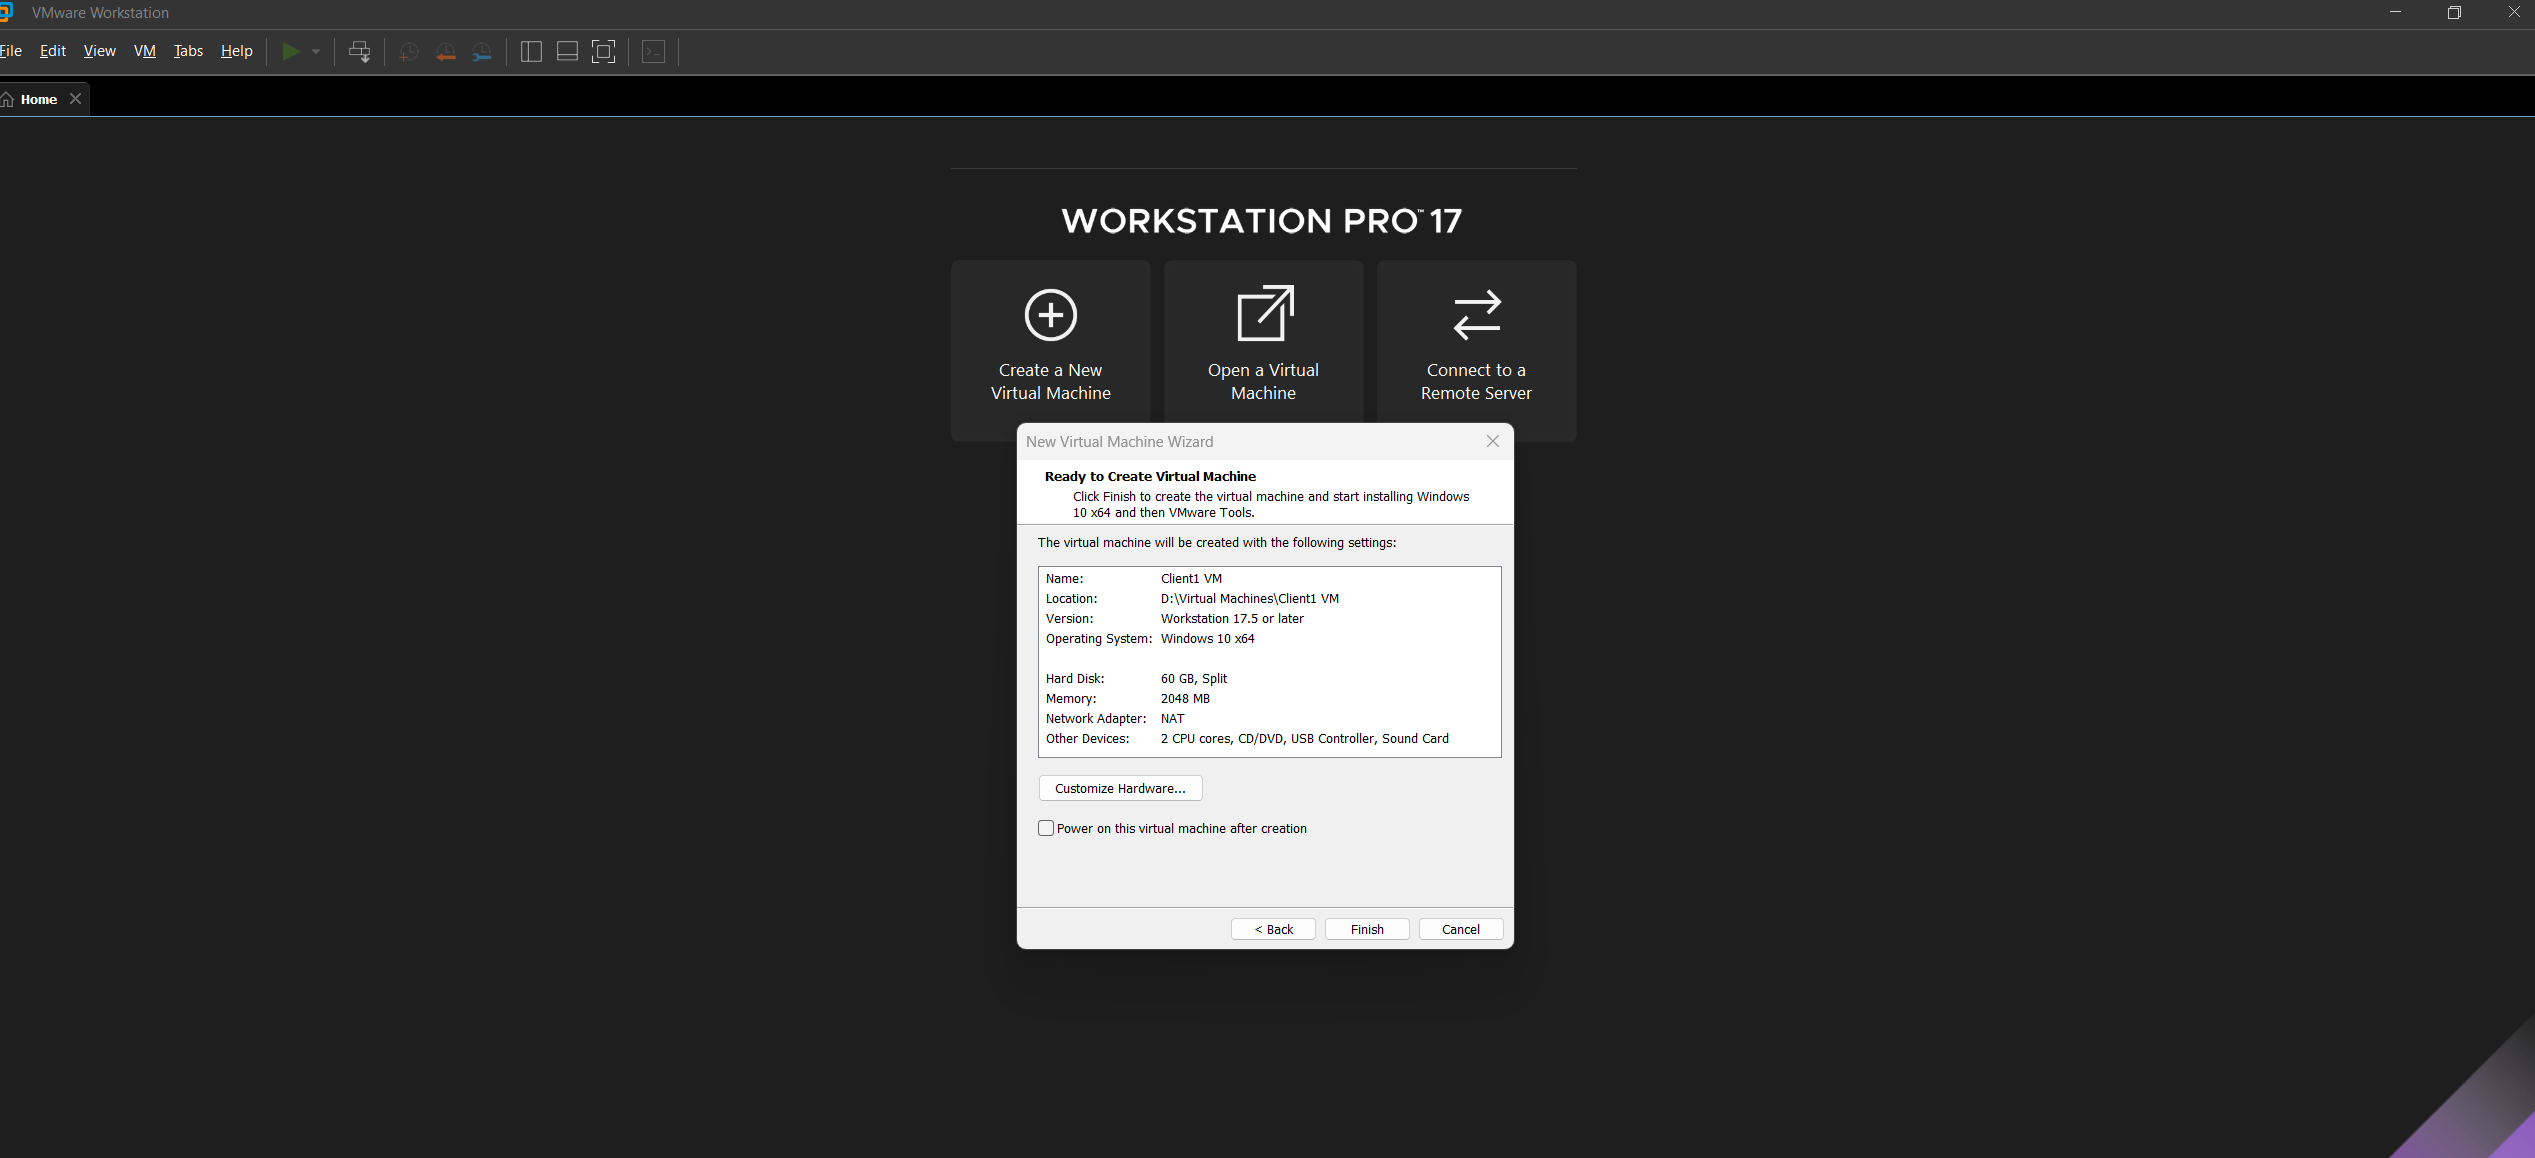 VMware Workstation
File Edit View VM Tabs Help
Home
WORKSTATION PRO™ 17
Create a New
Virtual Machine
Open a Virtual
Machine
Connect to a
Remote Server
New Virtual Machine Wizard
Ready to Create Virtual Machine
Click Finish to create the virtual machine and start installing Windows
10 x64 and then VMware Tools.
The virtual machine will be created with the following settings:
Name: Client1 VM
Location: D:\Virtual Machines\Client1 VM
Version: Workstation 17.5 or later
Operating System: Windows 10 x64
Hard Disk: 60 GB, Split
Memory: 2048 MB
Network Adapter: NAT
Other Devices: 2 CPU cores, CD/DVD, USB Controller, Sound Card
Customize Hardware...
Power on this virtual machine after creation
< Back Finish Cancel